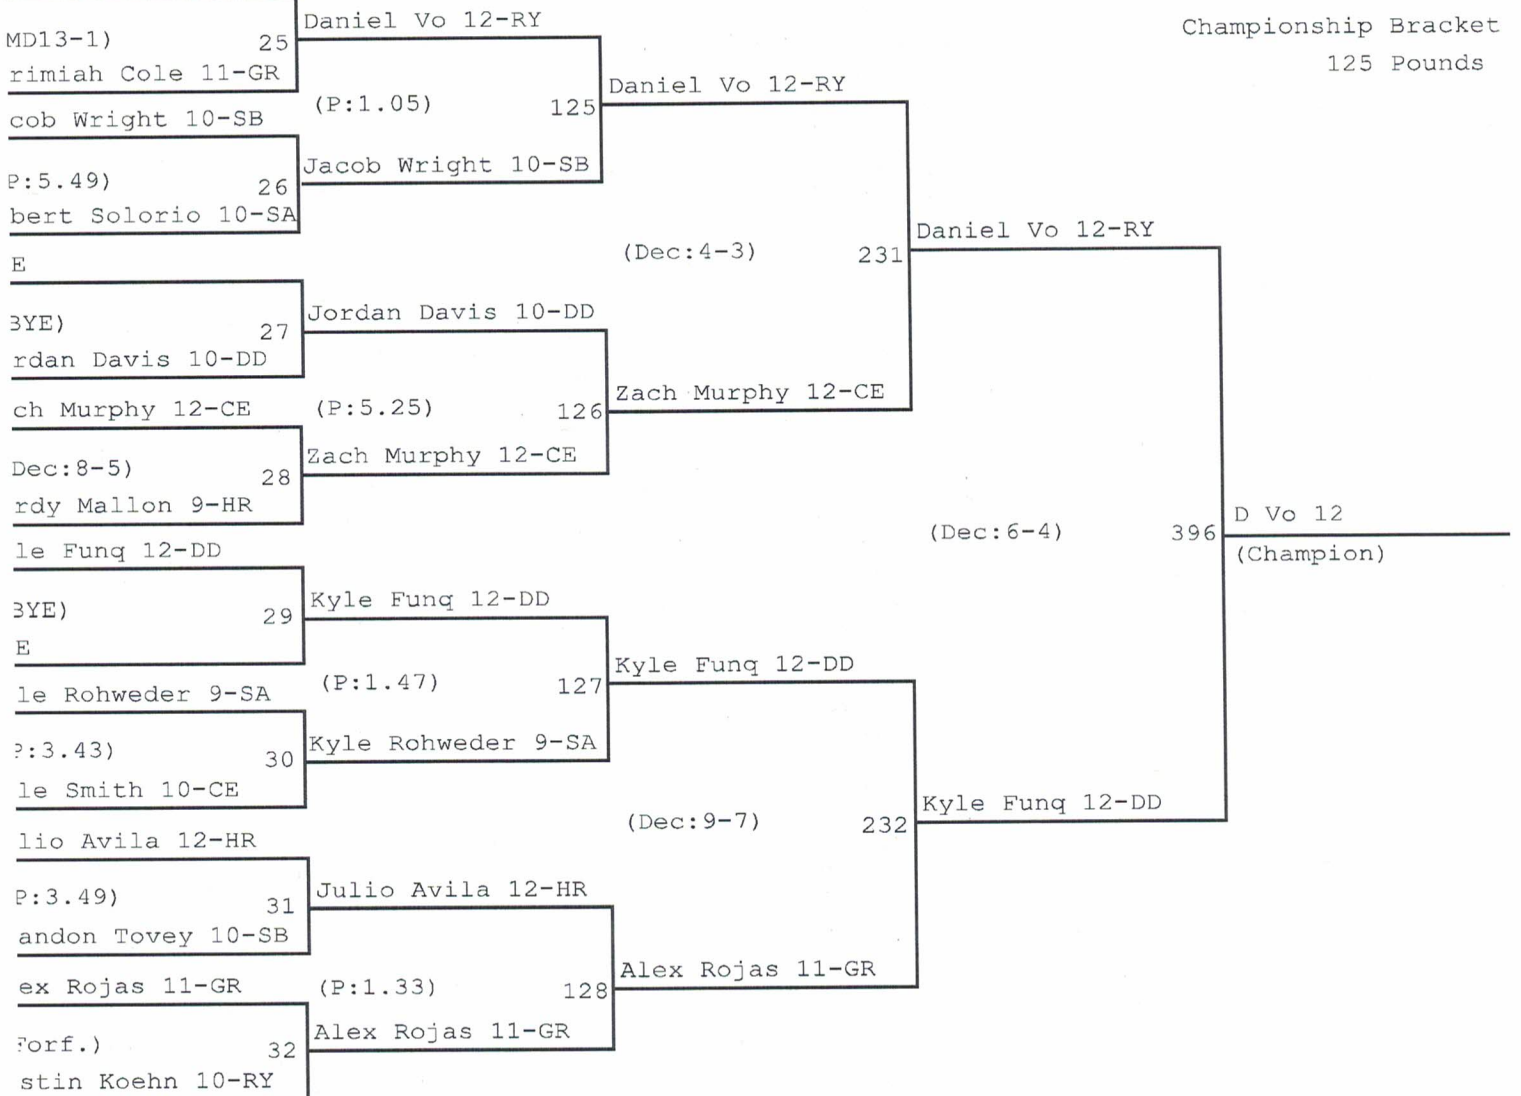 Championship Bracket
125 Pounds
MD13-1)
25
rimiah Cole 11-GR
cob Wright 10-SB
P:5.49)
26
bert Solorio 10-SA
E
BYE)
27
rdan Davis 10-DD
ch Murphy 12-CE
Dec:8-5)
28
rdy Mallon 9-HR
le Funq 12-DD
BYE)
29
E
le Rohweder 9-SA
P:3.43)
30
le Smith 10-CE
lio Avila 12-HR
P:3.49)
31
andon Tovey 10-SB
ex Rojas 11-GR
Forf.)
32
stin Koehn 10-RY
Daniel Vo 12-RY
(P:1.05)
125
Jacob Wright 10-SB
Jordan Davis 10-DD
(P:5.25)
126
Zach Murphy 12-CE
Kyle Funq 12-DD
(P:1.47)
127
Kyle Rohweder 9-SA
Julio Avila 12-HR
(P:1.33)
128
Alex Rojas 11-GR
Daniel Vo 12-RY
(Dec:4-3)
231
Zach Murphy 12-CE
Kyle Funq 12-DD
(Dec:9-7)
232
Alex Rojas 11-GR
Daniel Vo 12-RY
(Dec:6-4)
396
Kyle Funq 12-DD
D Vo 12
(Champion)